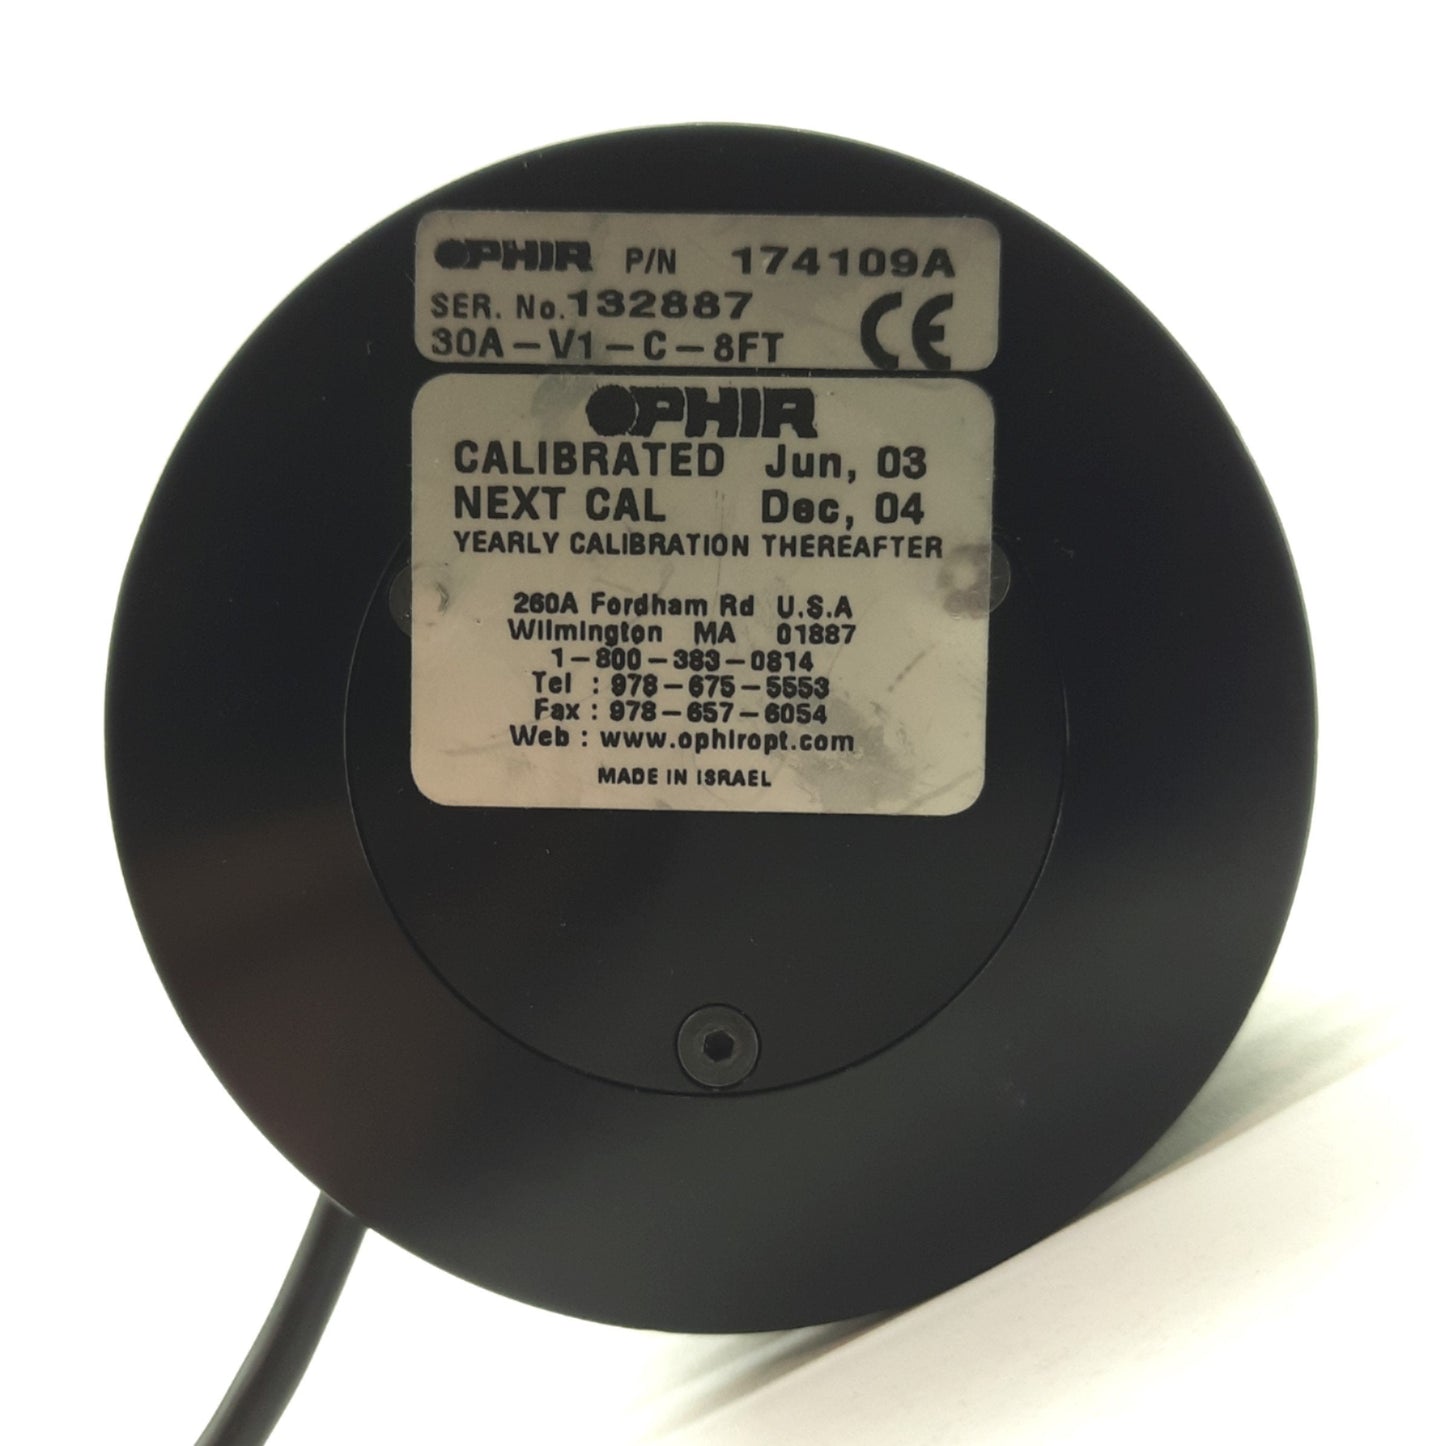 OPHIR P/N 174109A
SER. No. 132887
30A-V1-C-8FT CE
OPHIR
CALIBRATED Jun, 03
NEXT CAL Dec, 04
YEARLY CALIBRATION THEREAFTER
260A Fordham Rd U.S.A
Wilmington MA 01887
1-800-383-0814
Tel : 978-675-5553
Fax : 978-657-6054
Web : www.ophiropt.com
MADE IN ISRAEL